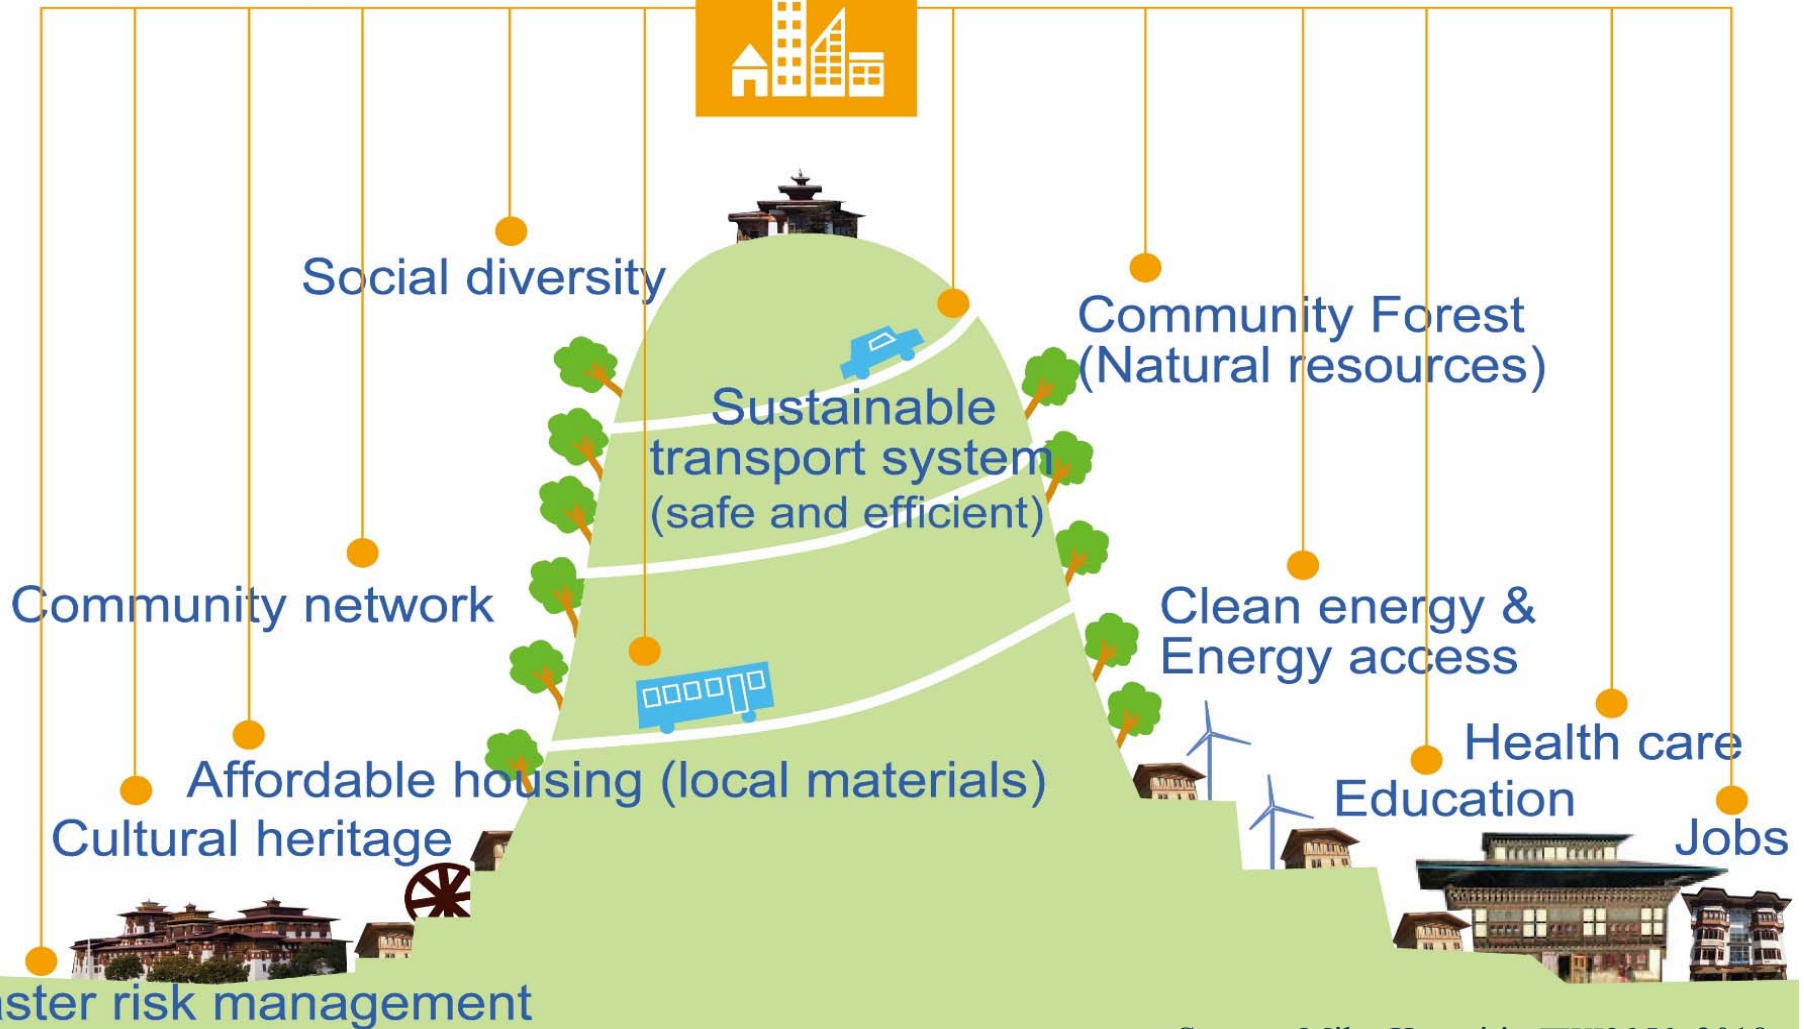 Social diversity
Community Forest
(Natural resources)
Sustainable
transport system
(safe and efficient)
Community network
Clean energy &
Energy access
Health care
Affordable housing (local materials)
Education
Cultural heritage
Jobs
risk management